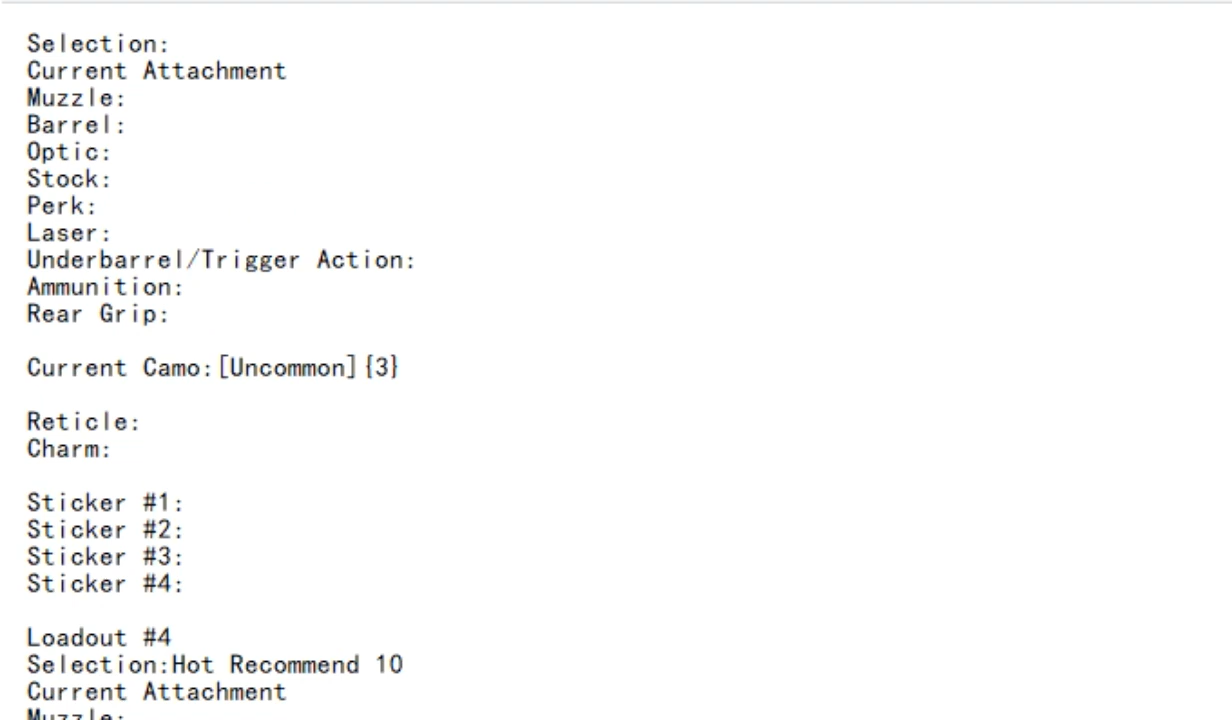 Selection:
Current Attachment
Muzzle:
Barrel:
Optic:
Stock:
Perk:
Laser:
Underbarrel/Trigger Action:
Ammunition:
Rear Grip:
Current Camo:[Uncommon]{3}
Reticle:
Charm:
Sticker #1:
Sticker #2:
Sticker #3:
Sticker #4:
Loadout #4
Selection:Hot Recommend 10
Current Attachment
Muzzle: